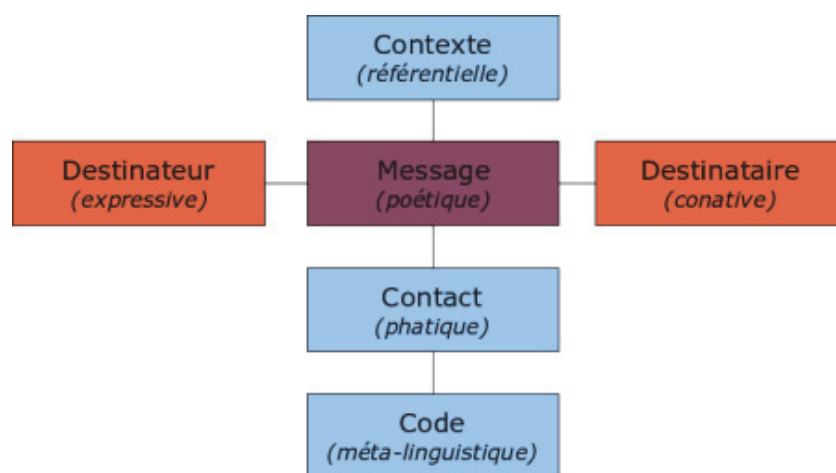 Contexte
(référentielle)
Destinateur
(expressive)
Message
(poétique)
Destinataire
(conative)
Contact
(phatique)
Code
(méta-linguistique)